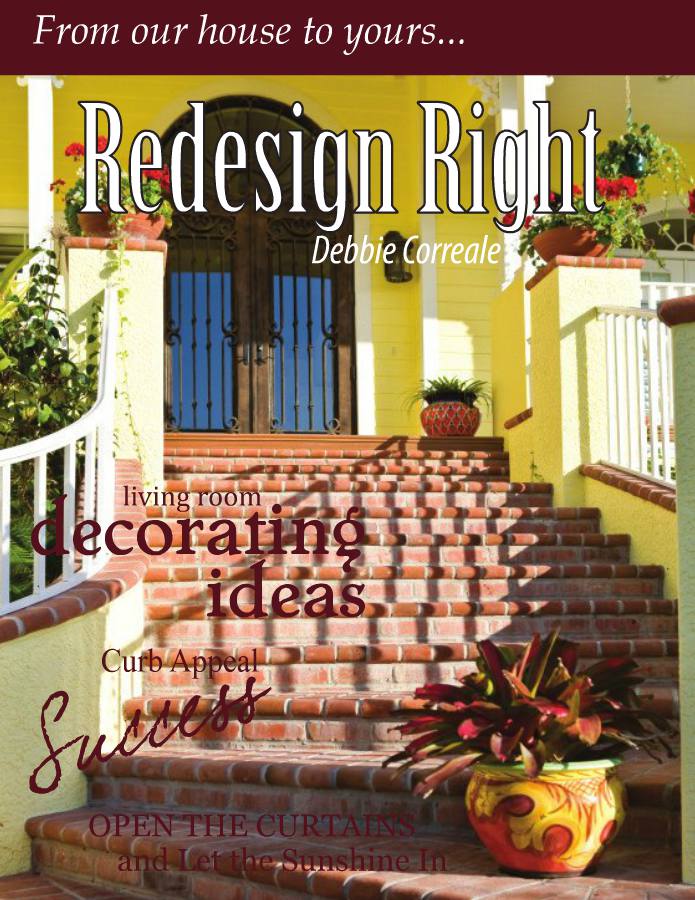 From our house to yours...
Redesign Right
Debbie Correale
living room
decorating
ideas
Curb Appeal
Success
OPEN THE CURTAINS
and Let the Sunshine In